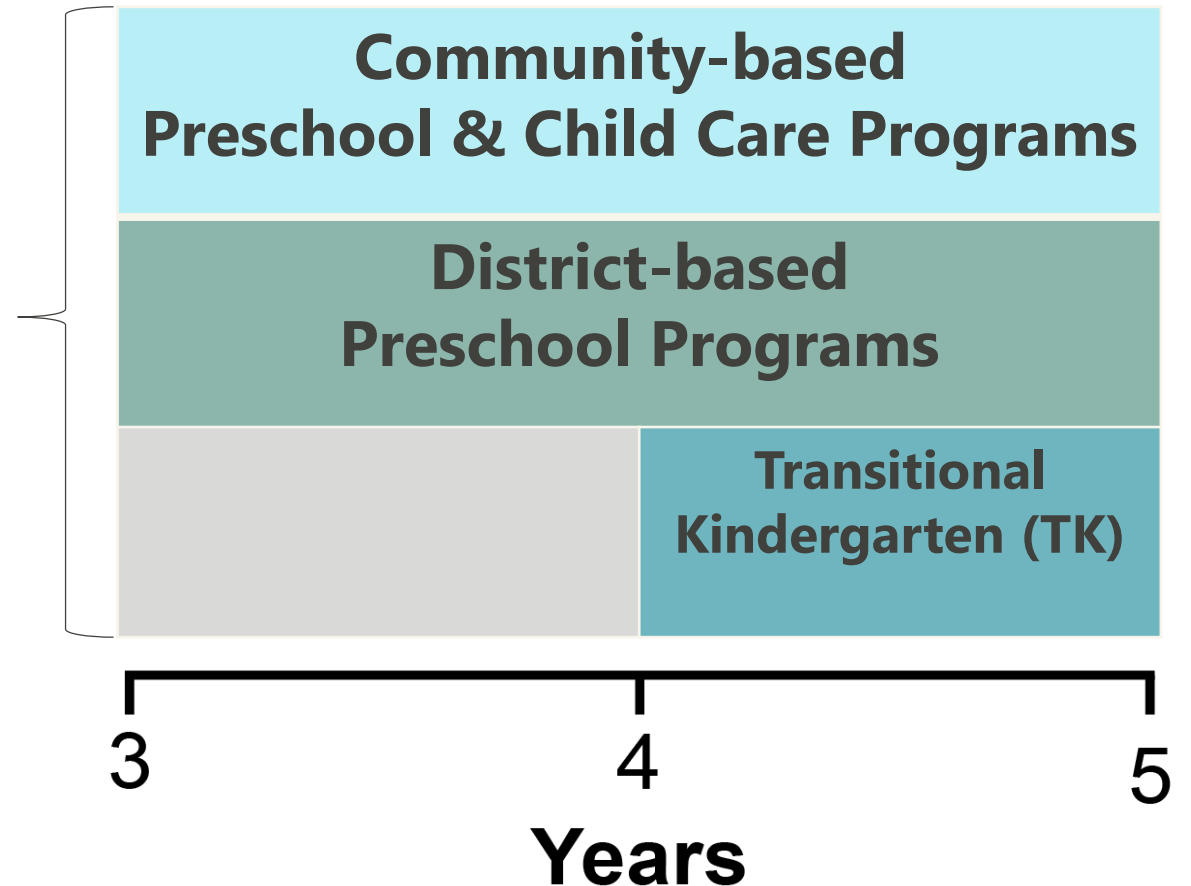 Community-based
Preschool & Child Care Programs
District-based
Preschool Programs
Transitional
Kindergarten (TK)
3 4 5
Years